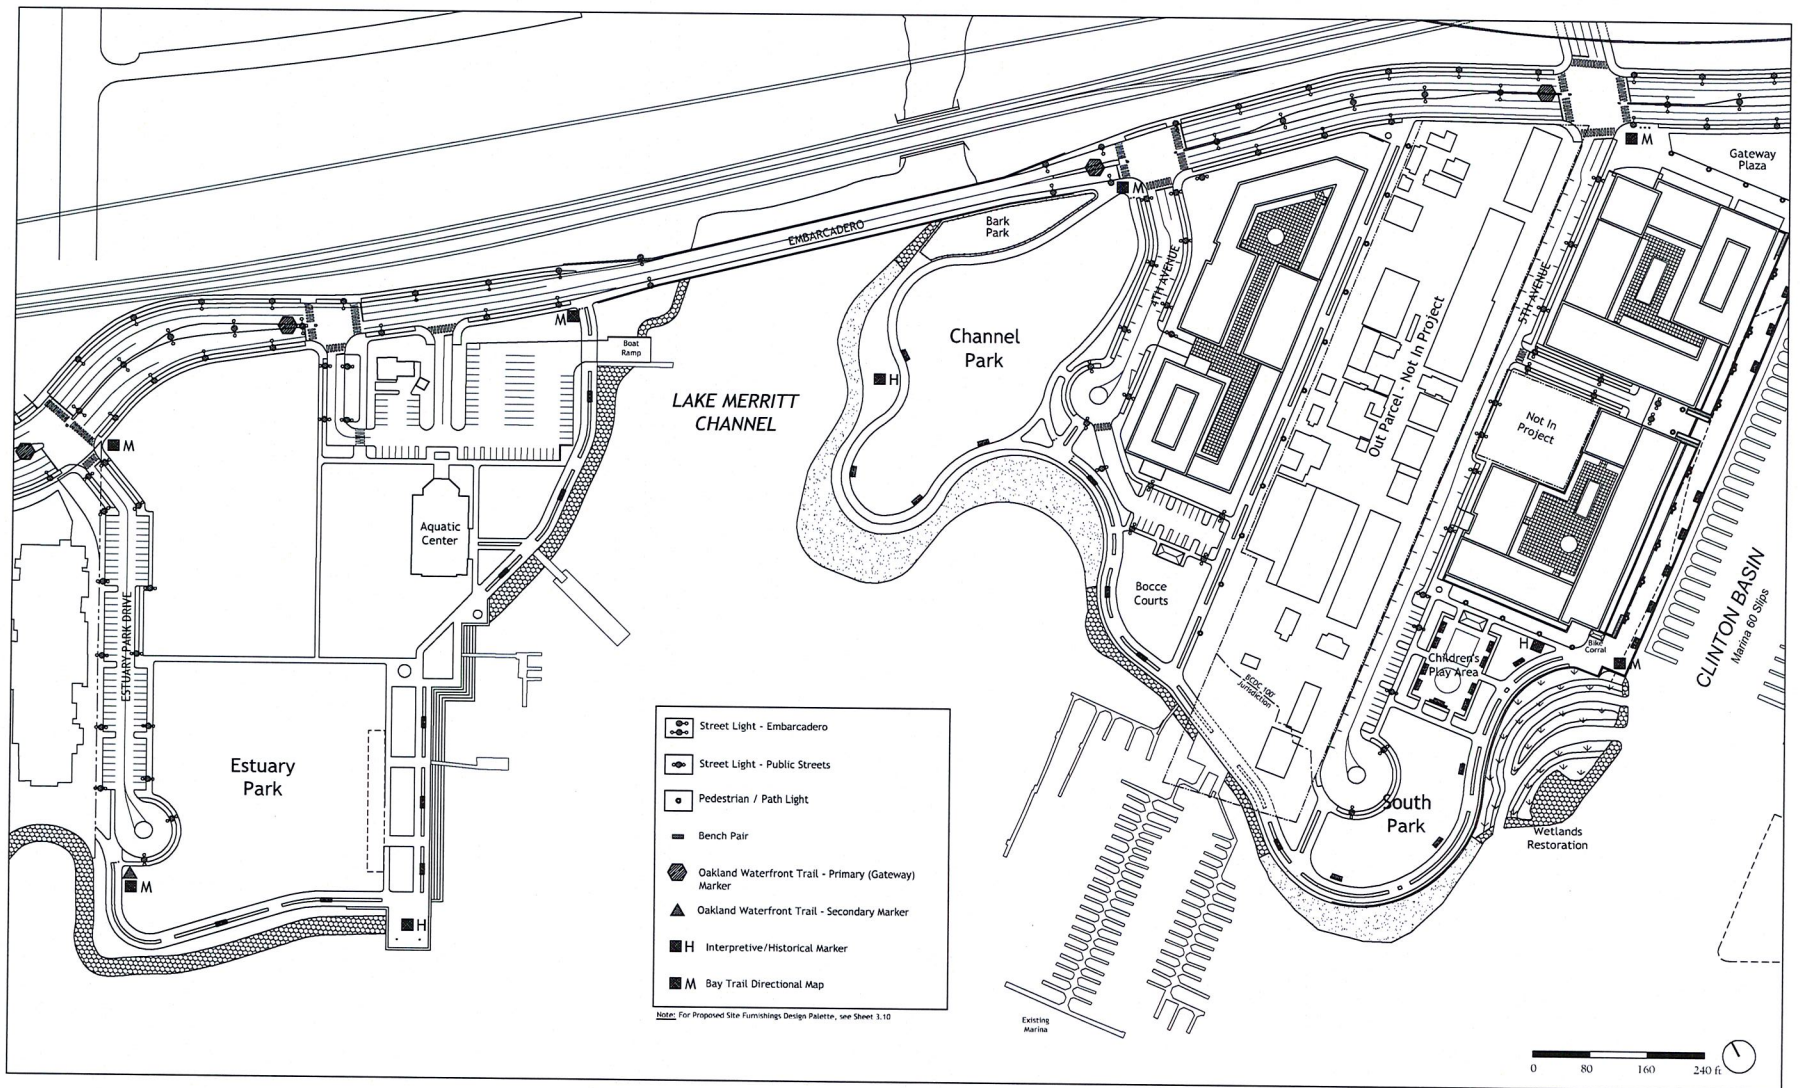 Gateway
Plaza
M
M
Bark
Park
EMBARCADERO
4TH AVENUE
5TH AVENUE
Out Parcel - Not In Project
M
Boat
Ramp
Channel
Park
H
LAKE MERRITT
CHANNEL
Not In
Project
M
Aquatic
Center
Bocce
Courts
ESTUARY PARK DRIVE
CLINTON BASIN
Marina 60 Slips
H
Bike
Corral
M
Children's
Play Area
BCDC 100'
Jurisdiction
Estuary
Park
South
Park
Wetlands
Restoration
M
H
Street Light - Embarcadero
Street Light - Public Streets
Pedestrian / Path Light
Bench Pair
Oakland Waterfront Trail - Primary (Gateway)
Marker
Oakland Waterfront Trail - Secondary Marker
H Interpretive/Historical Marker
M Bay Trail Directional Map
Note: For Proposed Site Furnishings Design Palette, see Sheet 3.10
Existing
Marina
0 80 160 240 ft